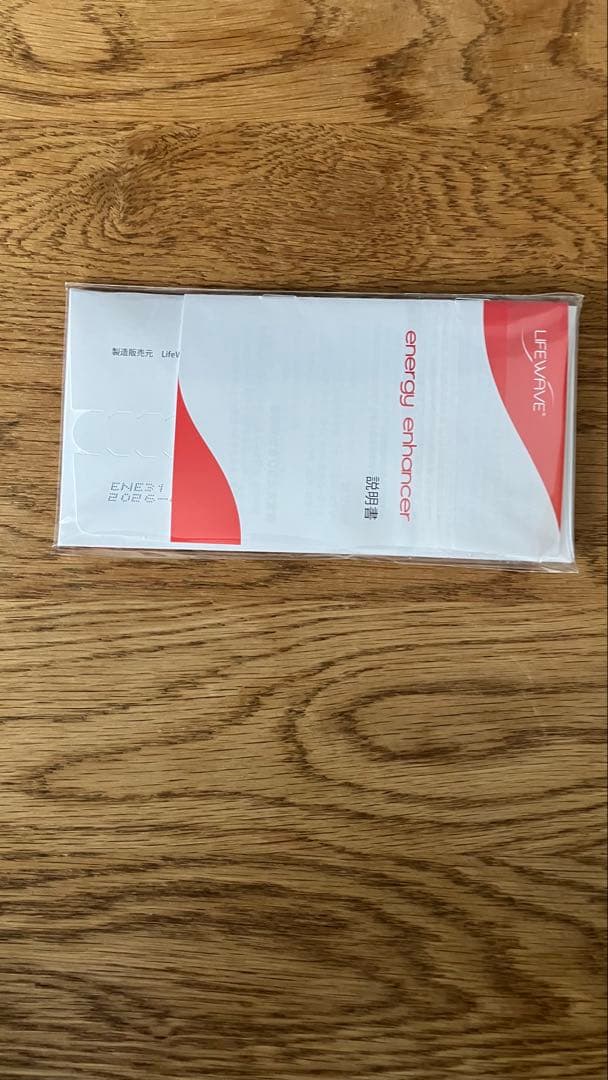 LIFEWAVE®
energy enhancer
説明書
製造販売元 LifeW
ENE31
2026-